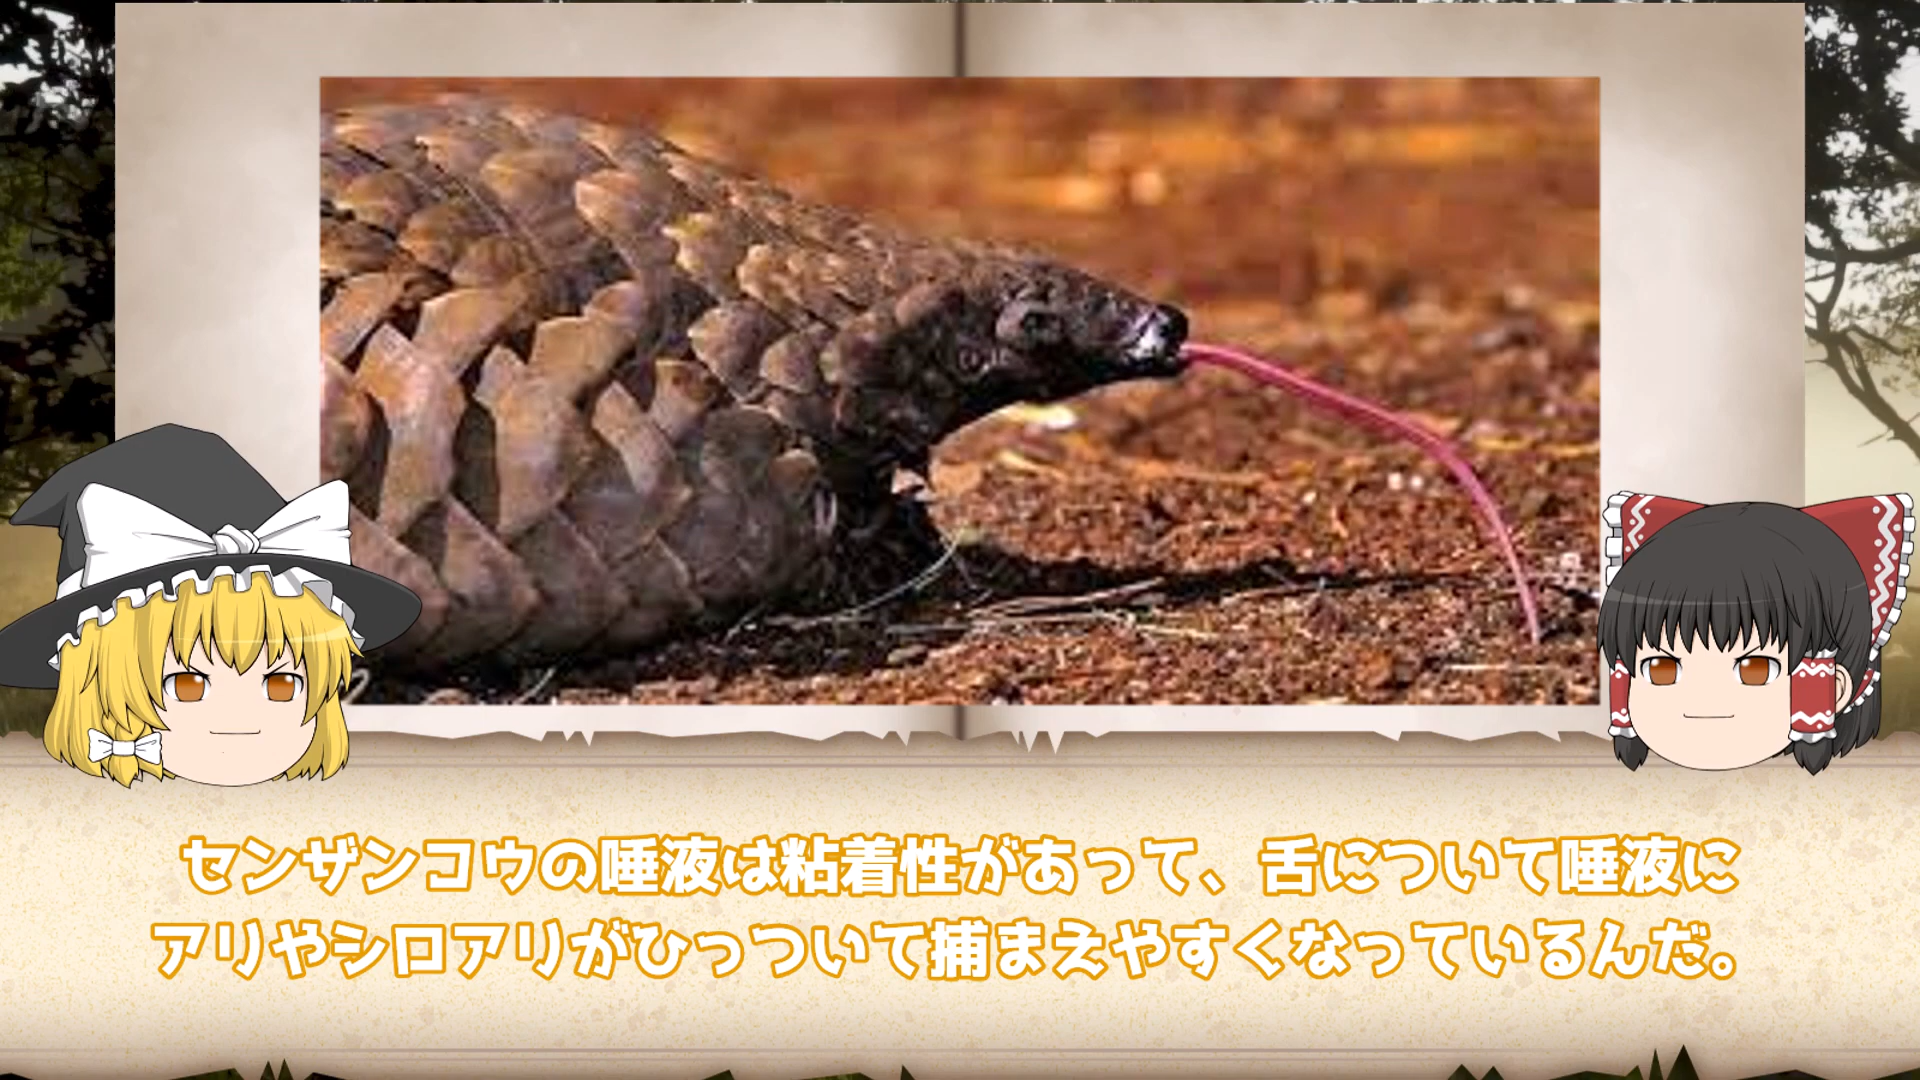 センザンコウの唾液は粘着性があって、舌について唾液に
アリやシロアリがひっついて捕まえやすくなっているんだ。